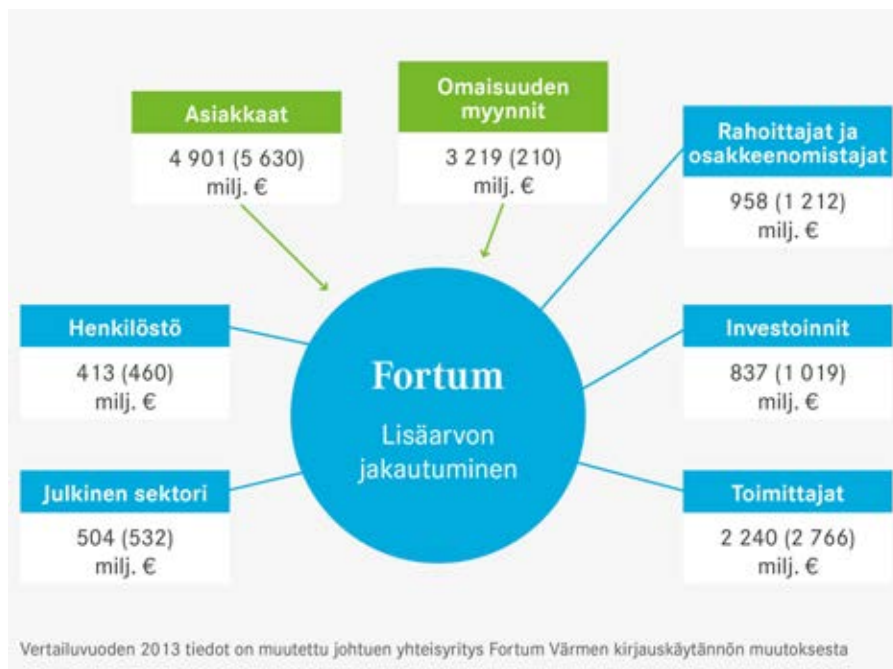 Asiakkaat
4 901 (5 630)
milj. €
Omaisuuden
myynnit
3 219 (210)
milj. €
Rahoittajat ja
osakkeenomistajat
958 (1 212)
milj. €
Henkilöstö
413 (460)
milj. €
Fortum
Lisäarvon
jakautuminen
Investoinnit
837 (1 019)
milj. €
Julkinen sektori
504 (532)
milj. €
Toimittajat
2 240 (2 766)
milj. €
Vertailuvuoden 2013 tiedot on muutettu johtuen yhteisyritys Fortum Värmen kirjauskäytännön muutoksesta